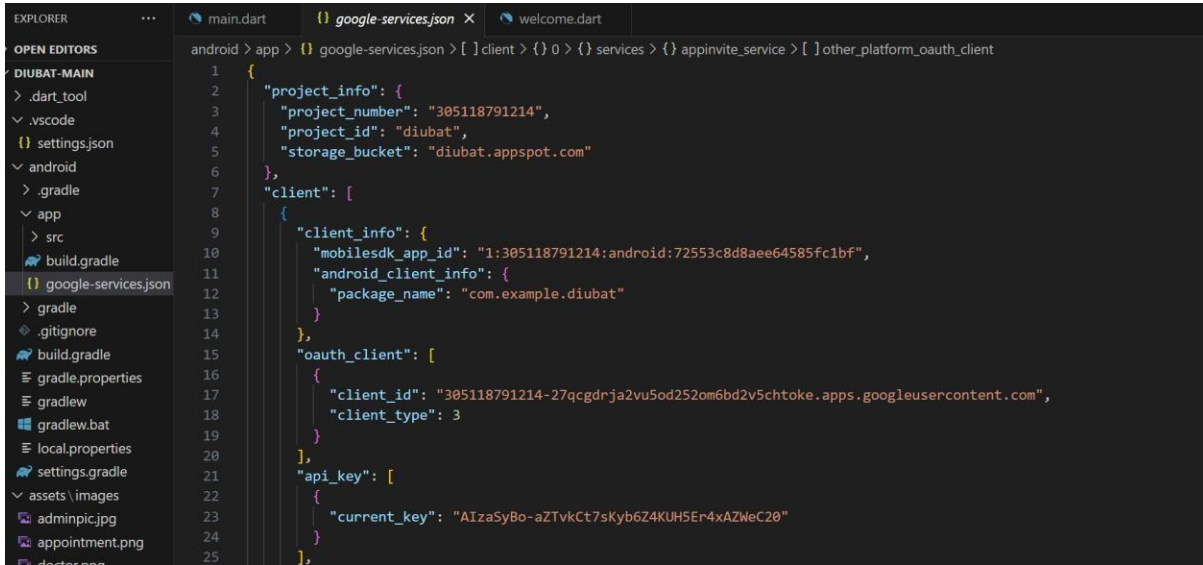 EXPLORER ...
OPEN EDITORS
DIUBAT-MAIN
.dart_tool
.vscode
{} settings.json
android
.gradle
app
src
build.gradle
{} google-services.json
gradle
.gitignore
build.gradle
gradle.properties
gradlew
gradlew.bat
local.properties
settings.gradle
assets\images
adminpic.jpg
appointment.png
doctor.png
main.dart {} google-services.json × welcome.dart
android > app > {} google-services.json > [ ] client > {} 0 > {} services > {} appinvite_service > [ ] other_platform_oauth_client
1 {
2 "project_info": {
3 "project_number": "305118791214",
4 "project_id": "diubat",
5 "storage_bucket": "diubat.appspot.com"
6 },
7 "client": [
8 {
9 "client_info": {
10 "mobilesdk_app_id": "1:305118791214:android:72553c8d8aee64585fc1bf",
11 "android_client_info": {
12 "package_name": "com.example.diubat"
13 }
14 },
15 "oauth_client": [
16 {
17 "client_id": "305118791214-27qcgdrja2vu5od252om6bd2v5chtoke.apps.googleusercontent.com",
18 "client_type": 3
19 }
20 ],
21 "api_key": [
22 {
23 "current_key": "AIzaSyBo-aZTvkCt7sKyb6Z4KUH5Er4xAZWeC20"
24 }
25 ],